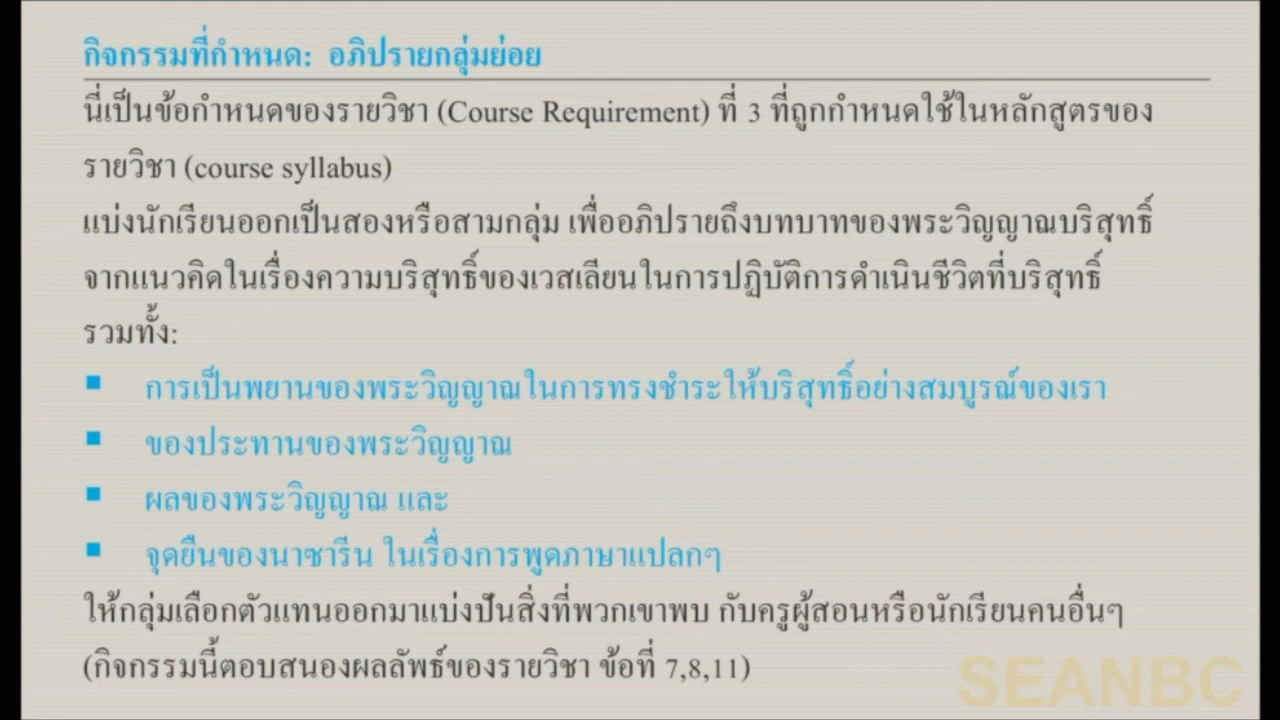 กิจกรรมที่กำหนด: อภิปรายกลุ่มย่อย
นี่เป็นข้อกำหนดของรายวิชา (Course Requirement) ที่ 3 ที่ถูกกำหนดใช้ในหลักสูตรของ
รายวิชา (course syllabus)
แบ่งนักเรียนออกเป็นสองหรือสามกลุ่ม เพื่ออภิปรายถึงบทบาทของพระวิญญาณบริสุทธิ์
จากแนวคิดในเรื่องความบริสุทธิ์ของเวสเลียนในการปฏิบัติการดำเนินชีวิตที่บริสุทธิ์
รวมทั้ง:
▪ การเป็นพยานของพระวิญญาณในการทรงชำระให้บริสุทธิ์อย่างสมบูรณ์ของเรา
▪ ของประทานของพระวิญญาณ
▪ ผลของพระวิญญาณ และ
▪ จุดยืนของนาซารีน ในเรื่องการพูดภาษาแปลกๆ
ให้กลุ่มเลือกตัวแทนออกมาแบ่งปันสิ่งที่พวกเขาพบ กับครูผู้สอนหรือนักเรียนคนอื่นๆ
(กิจกรรมนี้ตอบสนองผลลัพธ์ของรายวิชา ข้อที่ 7,8,11)
SEANBC